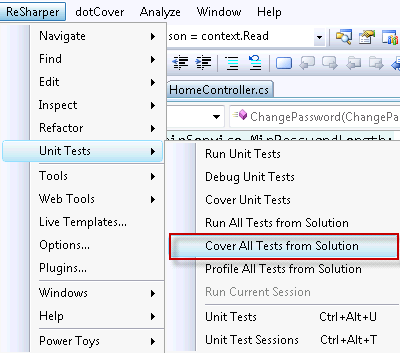 ReSharper dotCover Analyze Window Help
son = context.Read
HomeController.cs
ChangePassword(ChangePa
Navigate
Find
Edit
Inspect
Refactor
Unit Tests
Tools
Web Tools
Live Templates...
Options...
Plugins...
Windows
Help
Power Toys
Run Unit Tests
Debug Unit Tests
Cover Unit Tests
Run All Tests from Solution
Cover All Tests from Solution
Profile All Tests from Solution
Run Current Session
Unit Tests Ctrl+Alt+U
Unit Test Sessions Ctrl+Alt+T